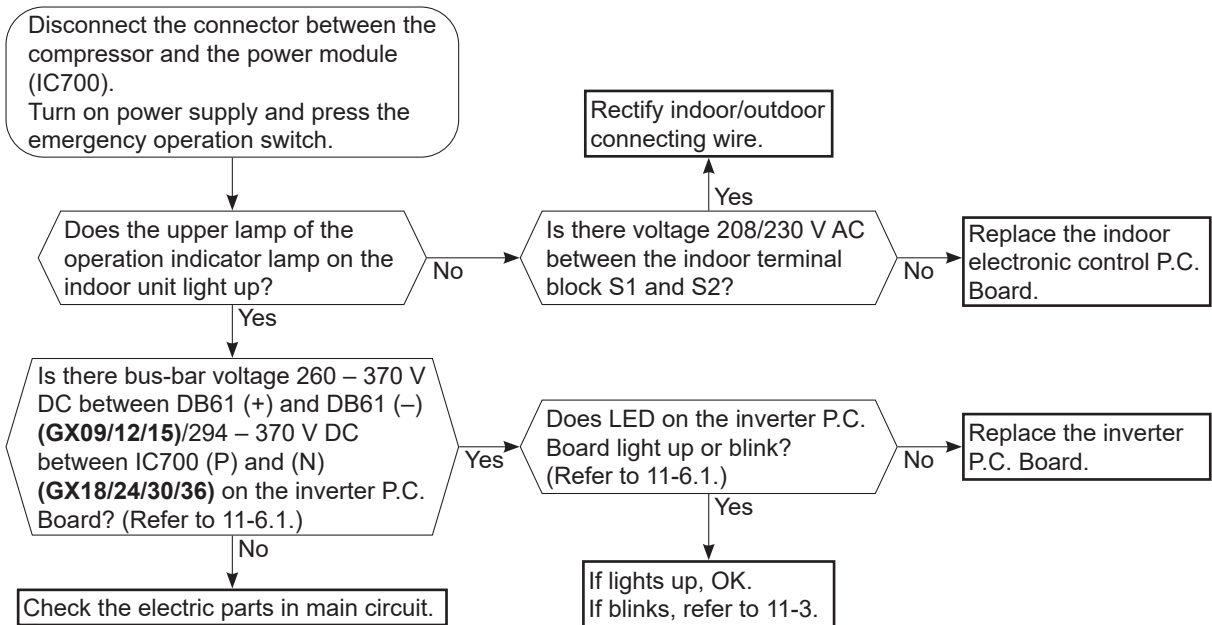 Disconnect the connector between the
compressor and the power module
(IC700).
Turn on power supply and press the
emergency operation switch.
Rectify indoor/outdoor
connecting wire.
Yes
Does the upper lamp of the
operation indicator lamp on the
indoor unit light up?
No
Is there voltage 208/230 V AC
between the indoor terminal
block S1 and S2?
No
Replace the indoor
electronic control P.C.
Board.
Yes
Is there bus-bar voltage 260 – 370 V
DC between DB61 (+) and DB61 (–)
(GX09/12/15)/294 – 370 V DC
between IC700 (P) and (N)
(GX18/24/30/36) on the inverter P.C.
Board? (Refer to 11-6.1.)
Yes
Does LED on the inverter P.C.
Board light up or blink?
(Refer to 11-6.1.)
No
Replace the inverter
P.C. Board.
No
Yes
Check the electric parts in main circuit.
If lights up, OK.
If blinks, refer to 11-3.